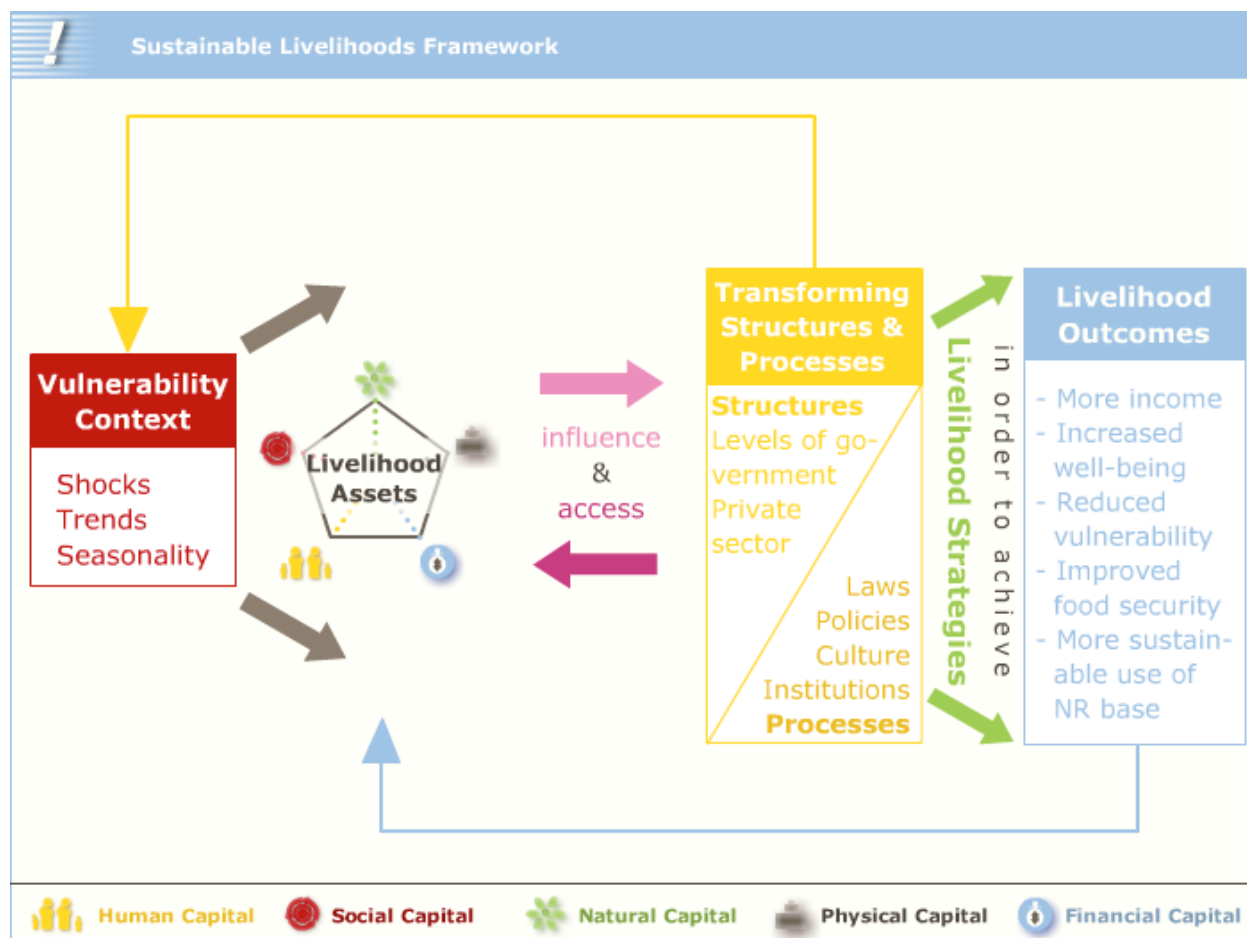 Sustainable Livelihoods Framework
Vulnerability
Context
Shocks
Trends
Seasonality
Livelihood
Assets
influence
&
access
Transforming
Structures &
Processes
Structures
Levels of go-
vernment
Private
sector
Laws
Policies
Culture
Institutions
Processes
Livelihood Strategies
in order to achieve
Livelihood
Outcomes
- More income
- Increased
well-being
- Reduced
vulnerability
- Improved
food security
- More sustain-
able use of
NR base
Human Capital
Social Capital
Natural Capital
Physical Capital
Financial Capital